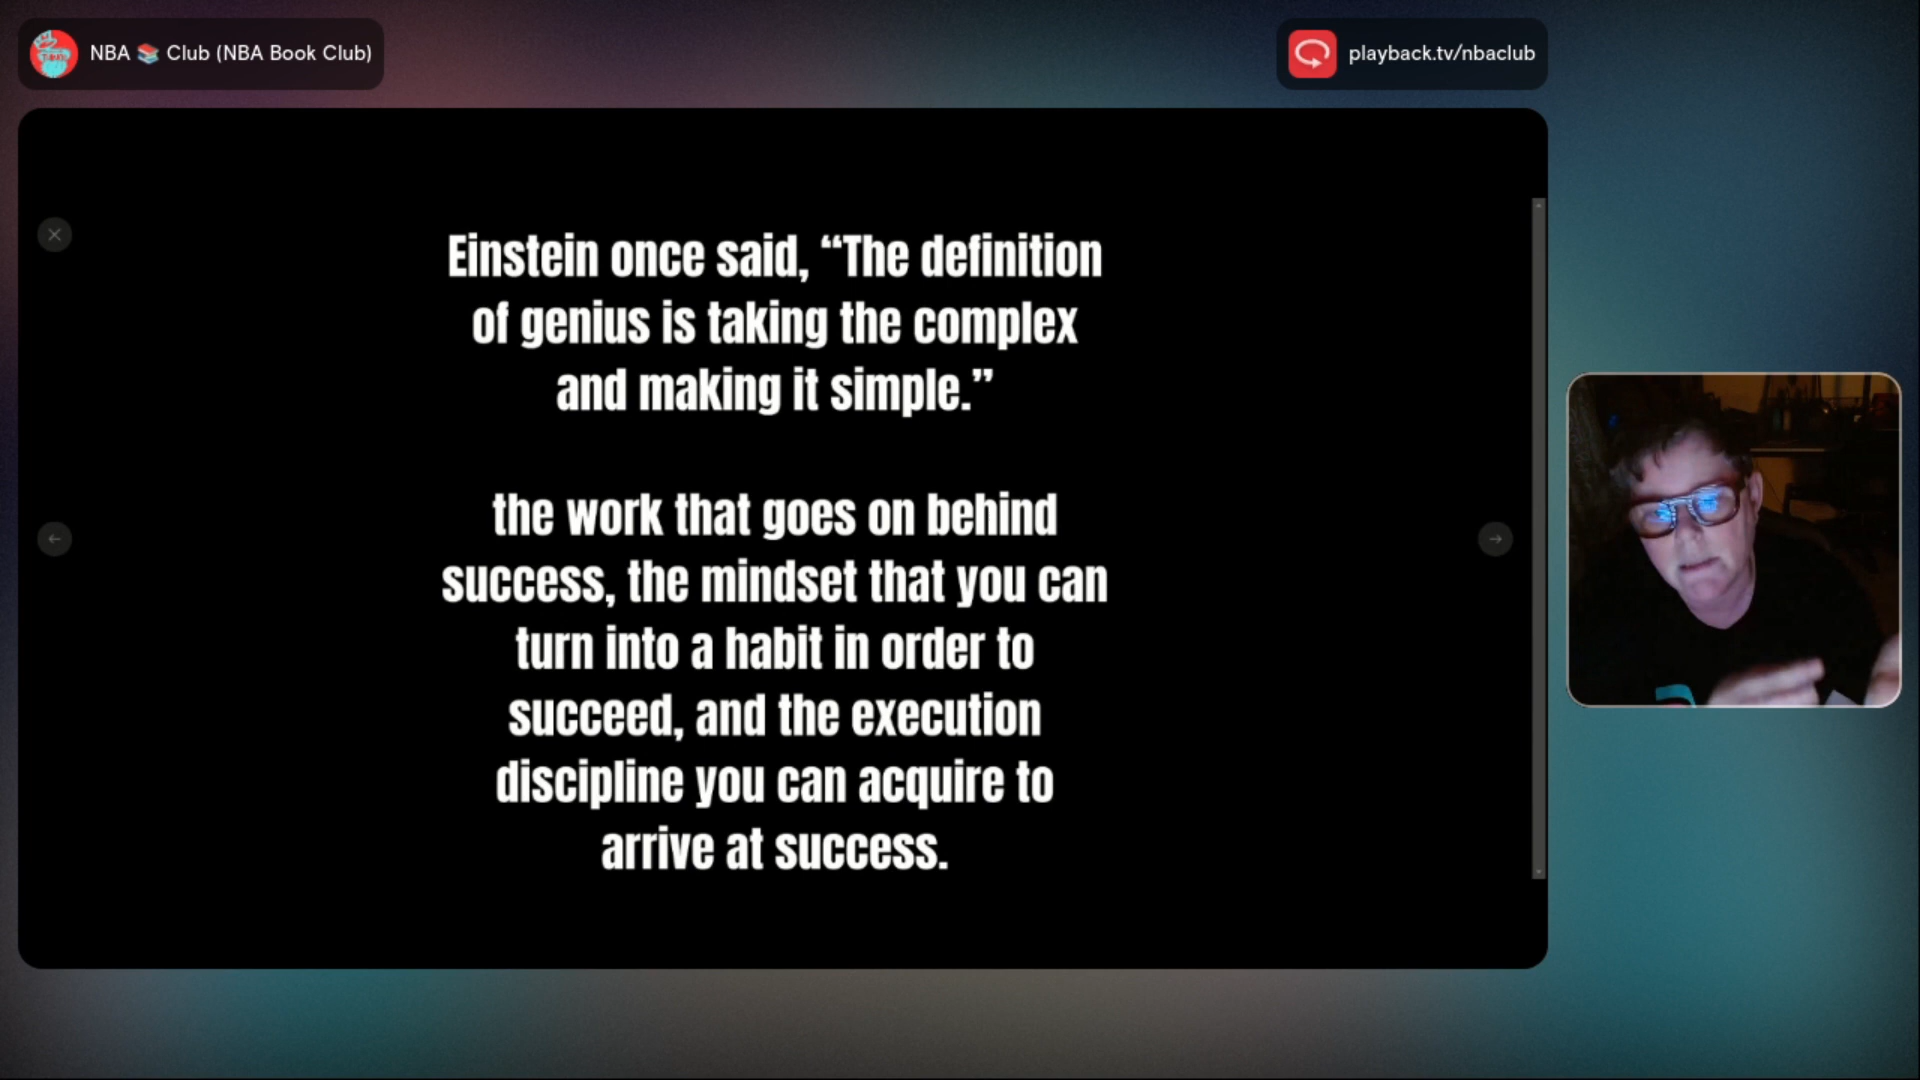 NBA 📚 Club (NBA Book Club)
playback.tv/nbaclub
Einstein once said, “The definition
of genius is taking the complex
and making it simple.”
the work that goes on behind
success, the mindset that you can
turn into a habit in order to
succeed, and the execution
discipline you can acquire to
arrive at success.